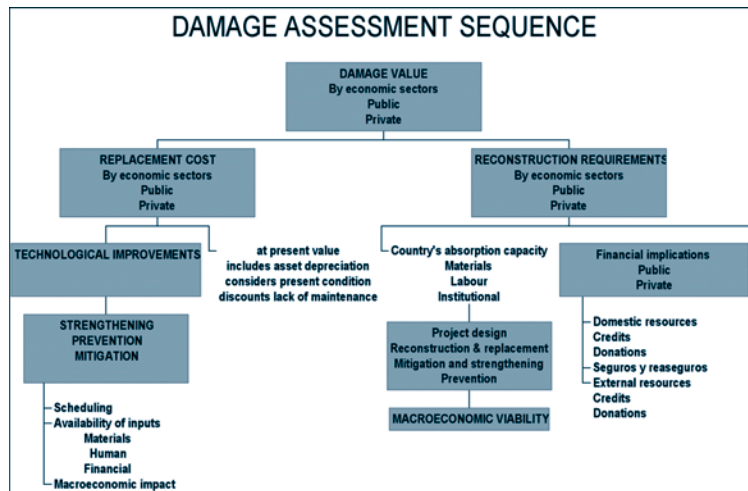 DAMAGE ASSESSMENT SEQUENCE
DAMAGE VALUE
By economic sectors
Public
Private
REPLACEMENT COST
By economic sectors
Public
Private
RECONSTRUCTION REQUIREMENTS
By economic sectors
Public
Private
TECHNOLOGICAL IMPROVEMENTS
at present value
includes asset depreciation
considers present condition
discounts lack of maintenance
Country's absorption capacity
Materials
Labour
Institutional
Financial implications
Public
Private
STRENGTHENING
PREVENTION
MITIGATION
Project design
Reconstruction & replacement
Mitigation and strengthening
Prevention
Domestic resources
Credits
Donations
Seguros y reaseguros
External resources
Credits
Donations
MACROECONOMIC VIABILITY
Scheduling
Availability of inputs
Materials
Human
Financial
Macroeconomic impact